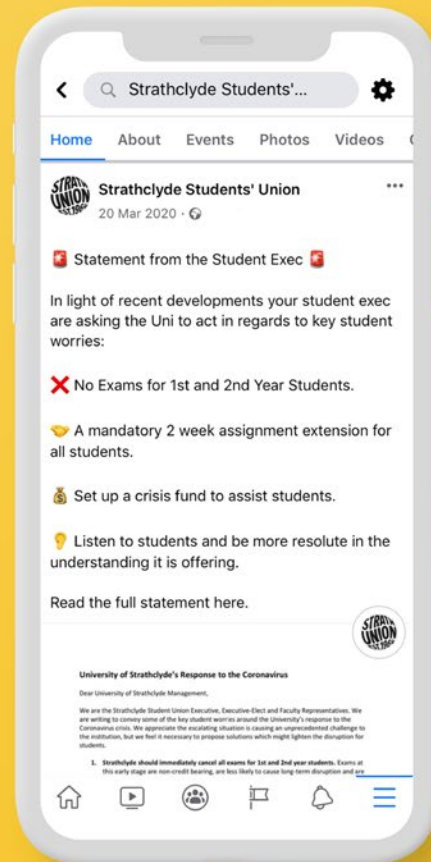 Strathclyde Students'...
Home About Events Photos Videos
STRATH
UNION
EST.1964
Strathclyde Students' Union
20 Mar 2020 ·
🚨 Statement from the Student Exec 🚨
In light of recent developments your student exec
are asking the Uni to act in regards to key student
worries:
❌ No Exams for 1st and 2nd Year Students.
🤝 A mandatory 2 week assignment extension for
all students.
💰 Set up a crisis fund to assist students.
👂 Listen to students and be more resolute in the
understanding it is offering.
Read the full statement here.
STRATH
UNION
EST.1964
University of Strathclyde's Response to the Coronavirus
Dear University of Strathclyde Management,
We are the Strathclyde Student Union Executive, Executive-Elect and Faculty Representatives. We
are writing to convey some of the key student worries around the University's response to the
Coronavirus crisis. We appreciate the escalating situation is causing an unprecedented challenge to
the institution, but we feel it necessary to propose solutions which might lighten the disruption for
students.
1. Strathclyde should immediately cancel all exams for 1st and 2nd year students. Exams at
this early stage are non-credit bearing, are less likely to cause long-term disruption and are